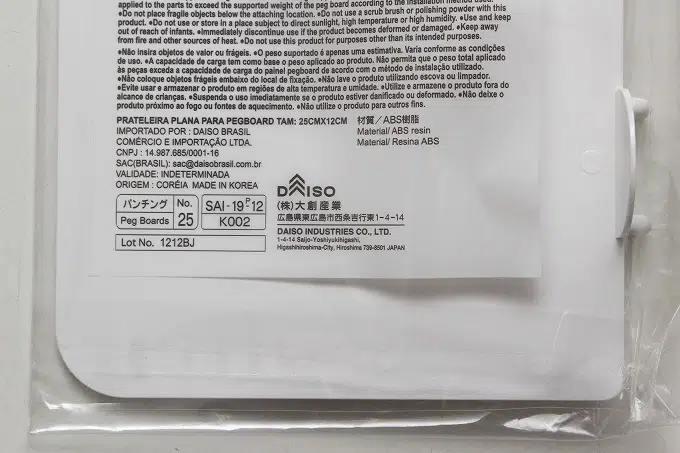 applied to the parts to exceed the supported weight of the peg board according to the installation method used.
•Do not place fragile objects below the attaching location. •Do not use a scrub brush or polishing powder with this
product. •Do not use or store in a place subject to direct sunlight, high temperature or high humidity. •Use and keep
out of reach of infants. •Immediately discontinue use if the product becomes deformed or damaged. •Keep away
from fire and other sources of heat. •Do not use this product for purposes other than its intended purposes.
•Não insira objetos de valor ou frágeis. •O peso suportado é apenas uma estimativa. Varia conforme as condições
de uso. •A capacidade de carga tem como base o peso aplicado ao produto. Não permita que o peso total aplicado
às peças exceda a capacidade de carga do painel pegboard de acordo com o método de instalação utilizado.
•Não coloque objetos frágeis embaixo do local de fixação. •Não lave o produto utilizando escova ou limpador.
•Evite usar e armazenar o produto em regiões de alta temperatura e umidade. •Utilize e armazene o produto fora do
alcance de crianças. •Suspenda o uso imediatamente se o produto estiver danificado ou deformado. •Não deixe o
produto próximo ao fogo ou fontes de aquecimento. •Não utilize o produto para outros fins.
PRATELEIRA PLANA PARA PEGBOARD TAM: 25CMX12CM
IMPORTADO POR : DAISO BRASIL
COMÉRCIO E IMPORTAÇÃO LTDA.
CNPJ : 14.987.685/0001-16
SAC(BRASIL): sac@daisobrasil.com.br
VALIDADE: INDETERMINADA
ORIGEM : CORÉIA MADE IN KOREA
材質／ABS樹脂
Material/ ABS resin
Material/ Resina ABS
パンチング No.
Peg Boards 25
SAI-19-P12
K002
Lot No. 1212BJ
DAISO
(株)大創産業
広島県東広島市西条吉行東1-4-14
DAISO INDUSTRIES CO., LTD.
1-4-14 Saijo-Yoshiyukihigashi,
Higashihiroshima-City, Hiroshima 739-8501 JAPAN